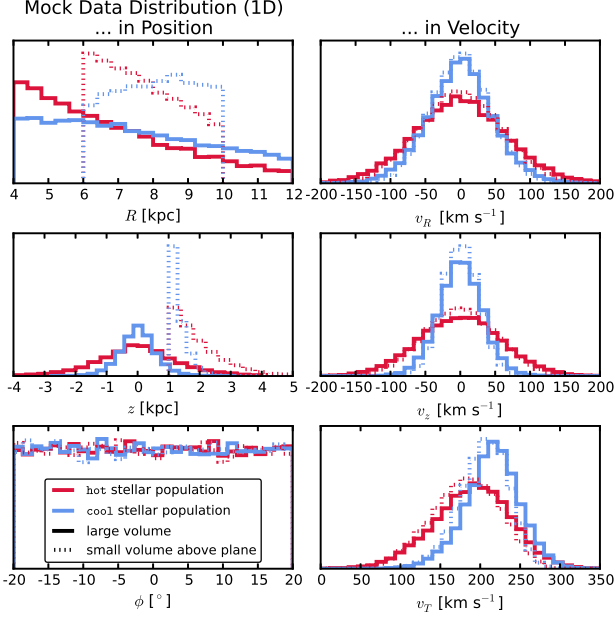 Mock Data Distribution (1D)
... in Position
... in Velocity
4 5 6 7 8 9 10 11 12
R [kpc]
-200 -150 -100 -50 0 50 100 150 200
v_R [km s⁻¹]
-4 -3 -2 -1 0 1 2 3 4 5
z [kpc]
-200 -150 -100 -50 0 50 100 150 200
v_z [km s⁻¹]
hot stellar population
cool stellar population
large volume
small volume above plane
-20 -15 -10 -5 0 5 10 15 20
ϕ [°]
0 50 100 150 200 250 300 350
v_T [km s⁻¹]